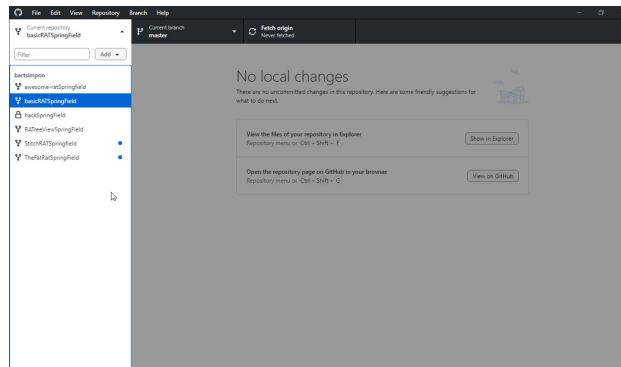 File Edit View Repository Branch Help
Current repository
basicRATSpringField
Current branch
master
Fetch origin
Never fetched
Filter
Add
bartsimpon
awesome-ratSpringfield
basicRATSpringField
hackSpringField
RATreeViewSpringField
StitchRATSpringfield
TheFatRatSpringField
No local changes
There are no uncommitted changes in this repository. Here are some friendly suggestions for
what to do next.
View the files of your repository in Explorer
Repository menu or Ctrl + Shift + F
Show in Explorer
Open the repository page on GitHub in your browser
Repository menu or Ctrl + Shift + G
View on GitHub